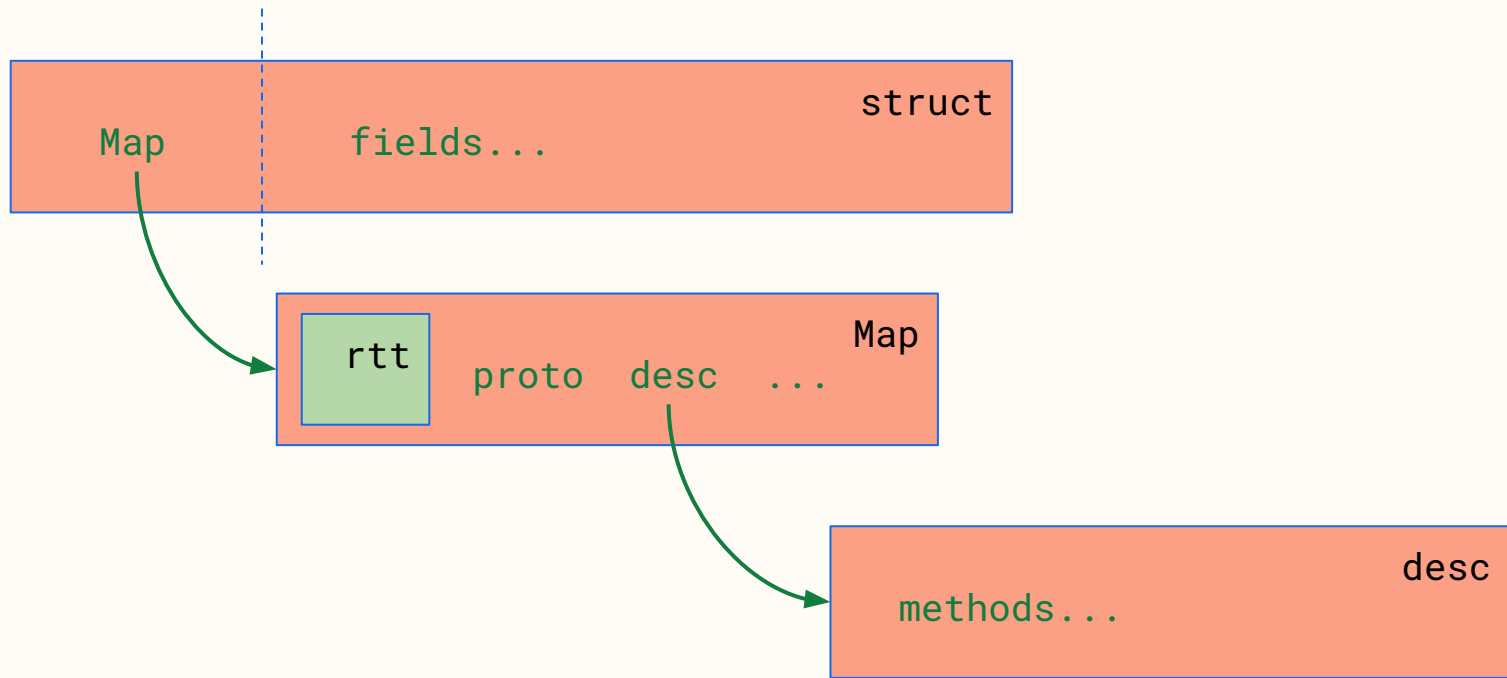 struct
Map fields...
Map
rtt
proto desc ...
desc
methods...